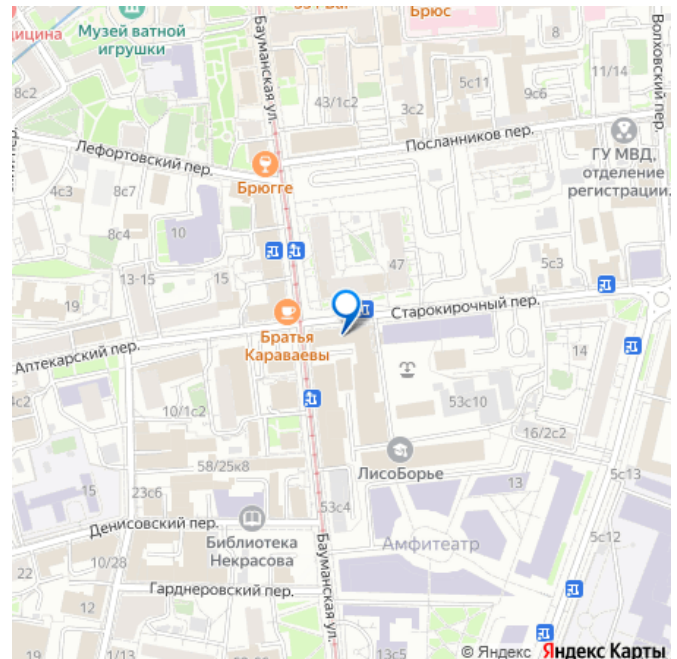 дицина
Музей ватной
игрушки
Брюс
Волховский пер.
8
5с11
11/14
8с2
43/1с2
3с2
9с6
Бауманская ул.
Посланников пер.
Лефортовский пер.
Брюгге
ГУ МВД,
отделение
регистрации.
4с3
8с7
10
8с4
47
5с3
13-15
15
19
Старокирочный пер.
Братья
Караваевы
Аптекарский пер.
14
4с2
10/1с2
53с10
16/2с2
58/25к8
ЛисоБорье
13
5с13
15
23с6
53с4
Денисовский пер.
Библиотека
Некрасова
Амфитеатр
5с12
22
10/28
Гарднеровский пер.
Бауманская ул.
12
19
13с5
© Яндекс Яндекс Карты